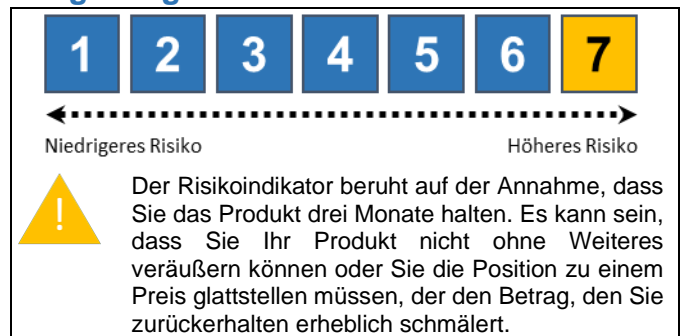 1 2 3 4 5 6 7
Niedrigeres Risiko Höheres Risiko
!
Der Risikoindikator beruht auf der Annahme, dass
Sie das Produkt drei Monate halten. Es kann sein,
dass Sie Ihr Produkt nicht ohne Weiteres
veräußern können oder Sie die Position zu einem
Preis glattstellen müssen, der den Betrag, den Sie
zurückerhalten erheblich schmälert.